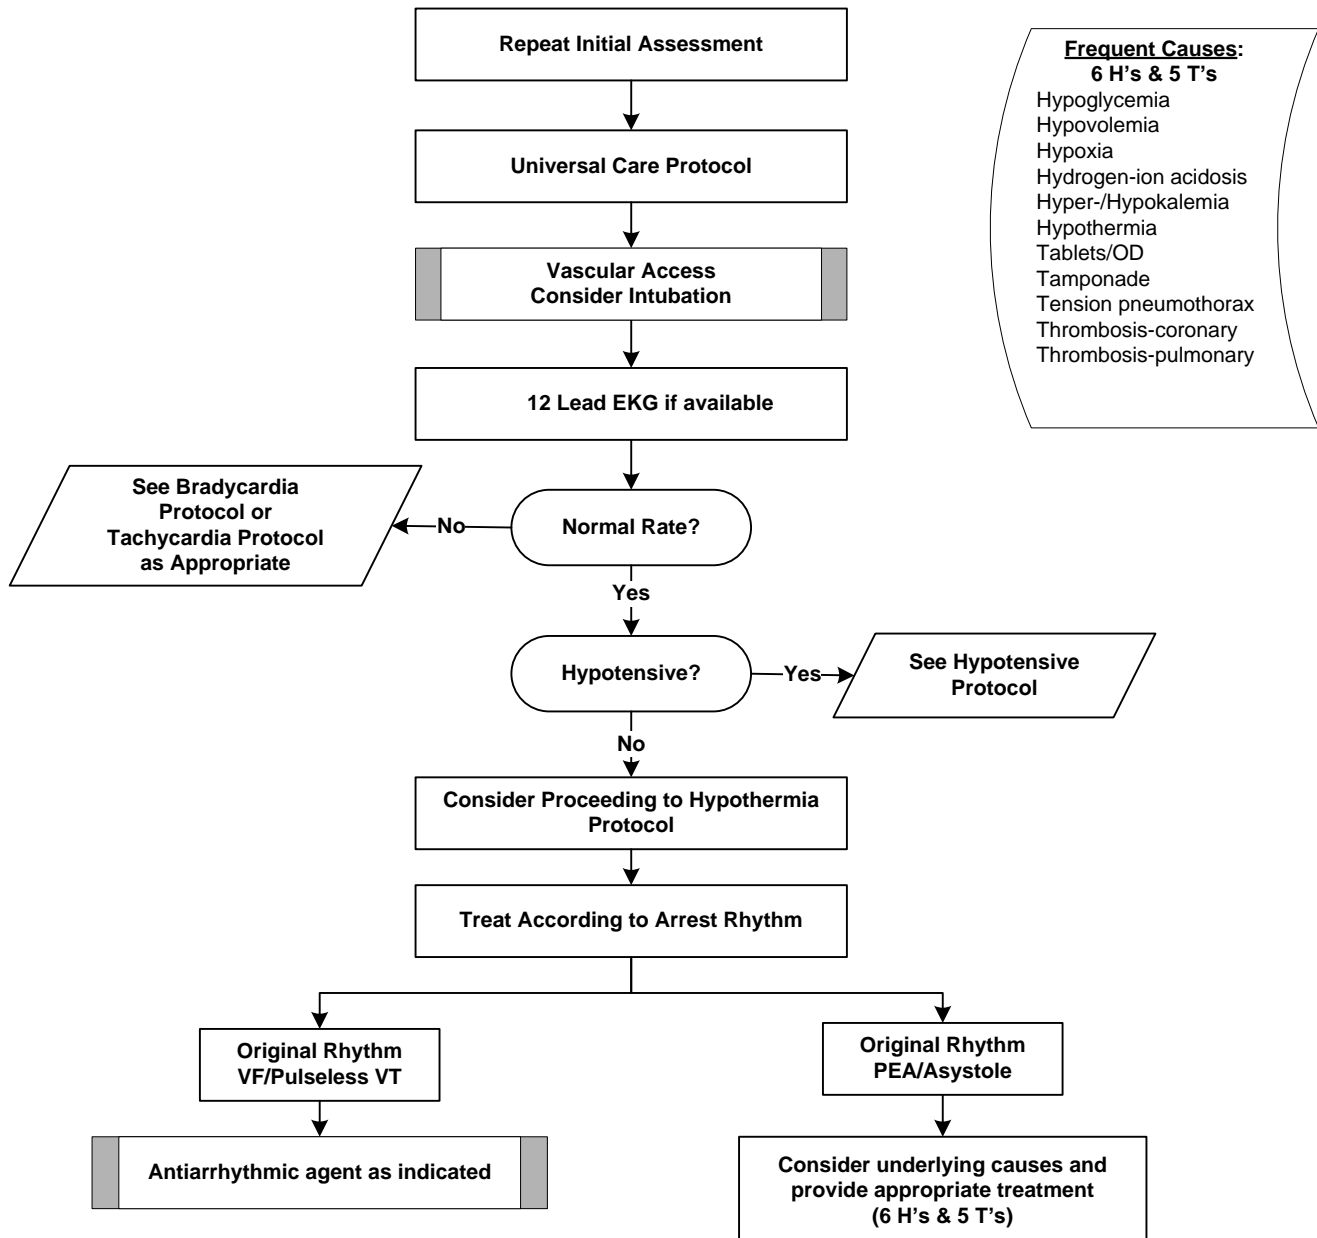 Repeat Initial Assessment
Universal Care Protocol
Vascular Access
Consider Intubation
12 Lead EKG if available
Normal Rate?
No
See Bradycardia
Protocol or
Tachycardia Protocol
as Appropriate
Yes
Hypotensive?
Yes
See Hypotensive
Protocol
No
Consider Proceeding to Hypothermia
Protocol
Treat According to Arrest Rhythm
Original Rhythm
VF/Pulseless VT
Antiarrhythmic agent as indicated
Original Rhythm
PEA/Asystole
Consider underlying causes and
provide appropriate treatment
(6 H's & 5 T's)
Frequent Causes:
6 H's & 5 T's
Hypoglycemia
Hypovolemia
Hypoxia
Hydrogen-ion acidosis
Hyper-/Hypokalemia
Hypothermia
Tablets/OD
Tamponade
Tension pneumothorax
Thrombosis-coronary
Thrombosis-pulmonary